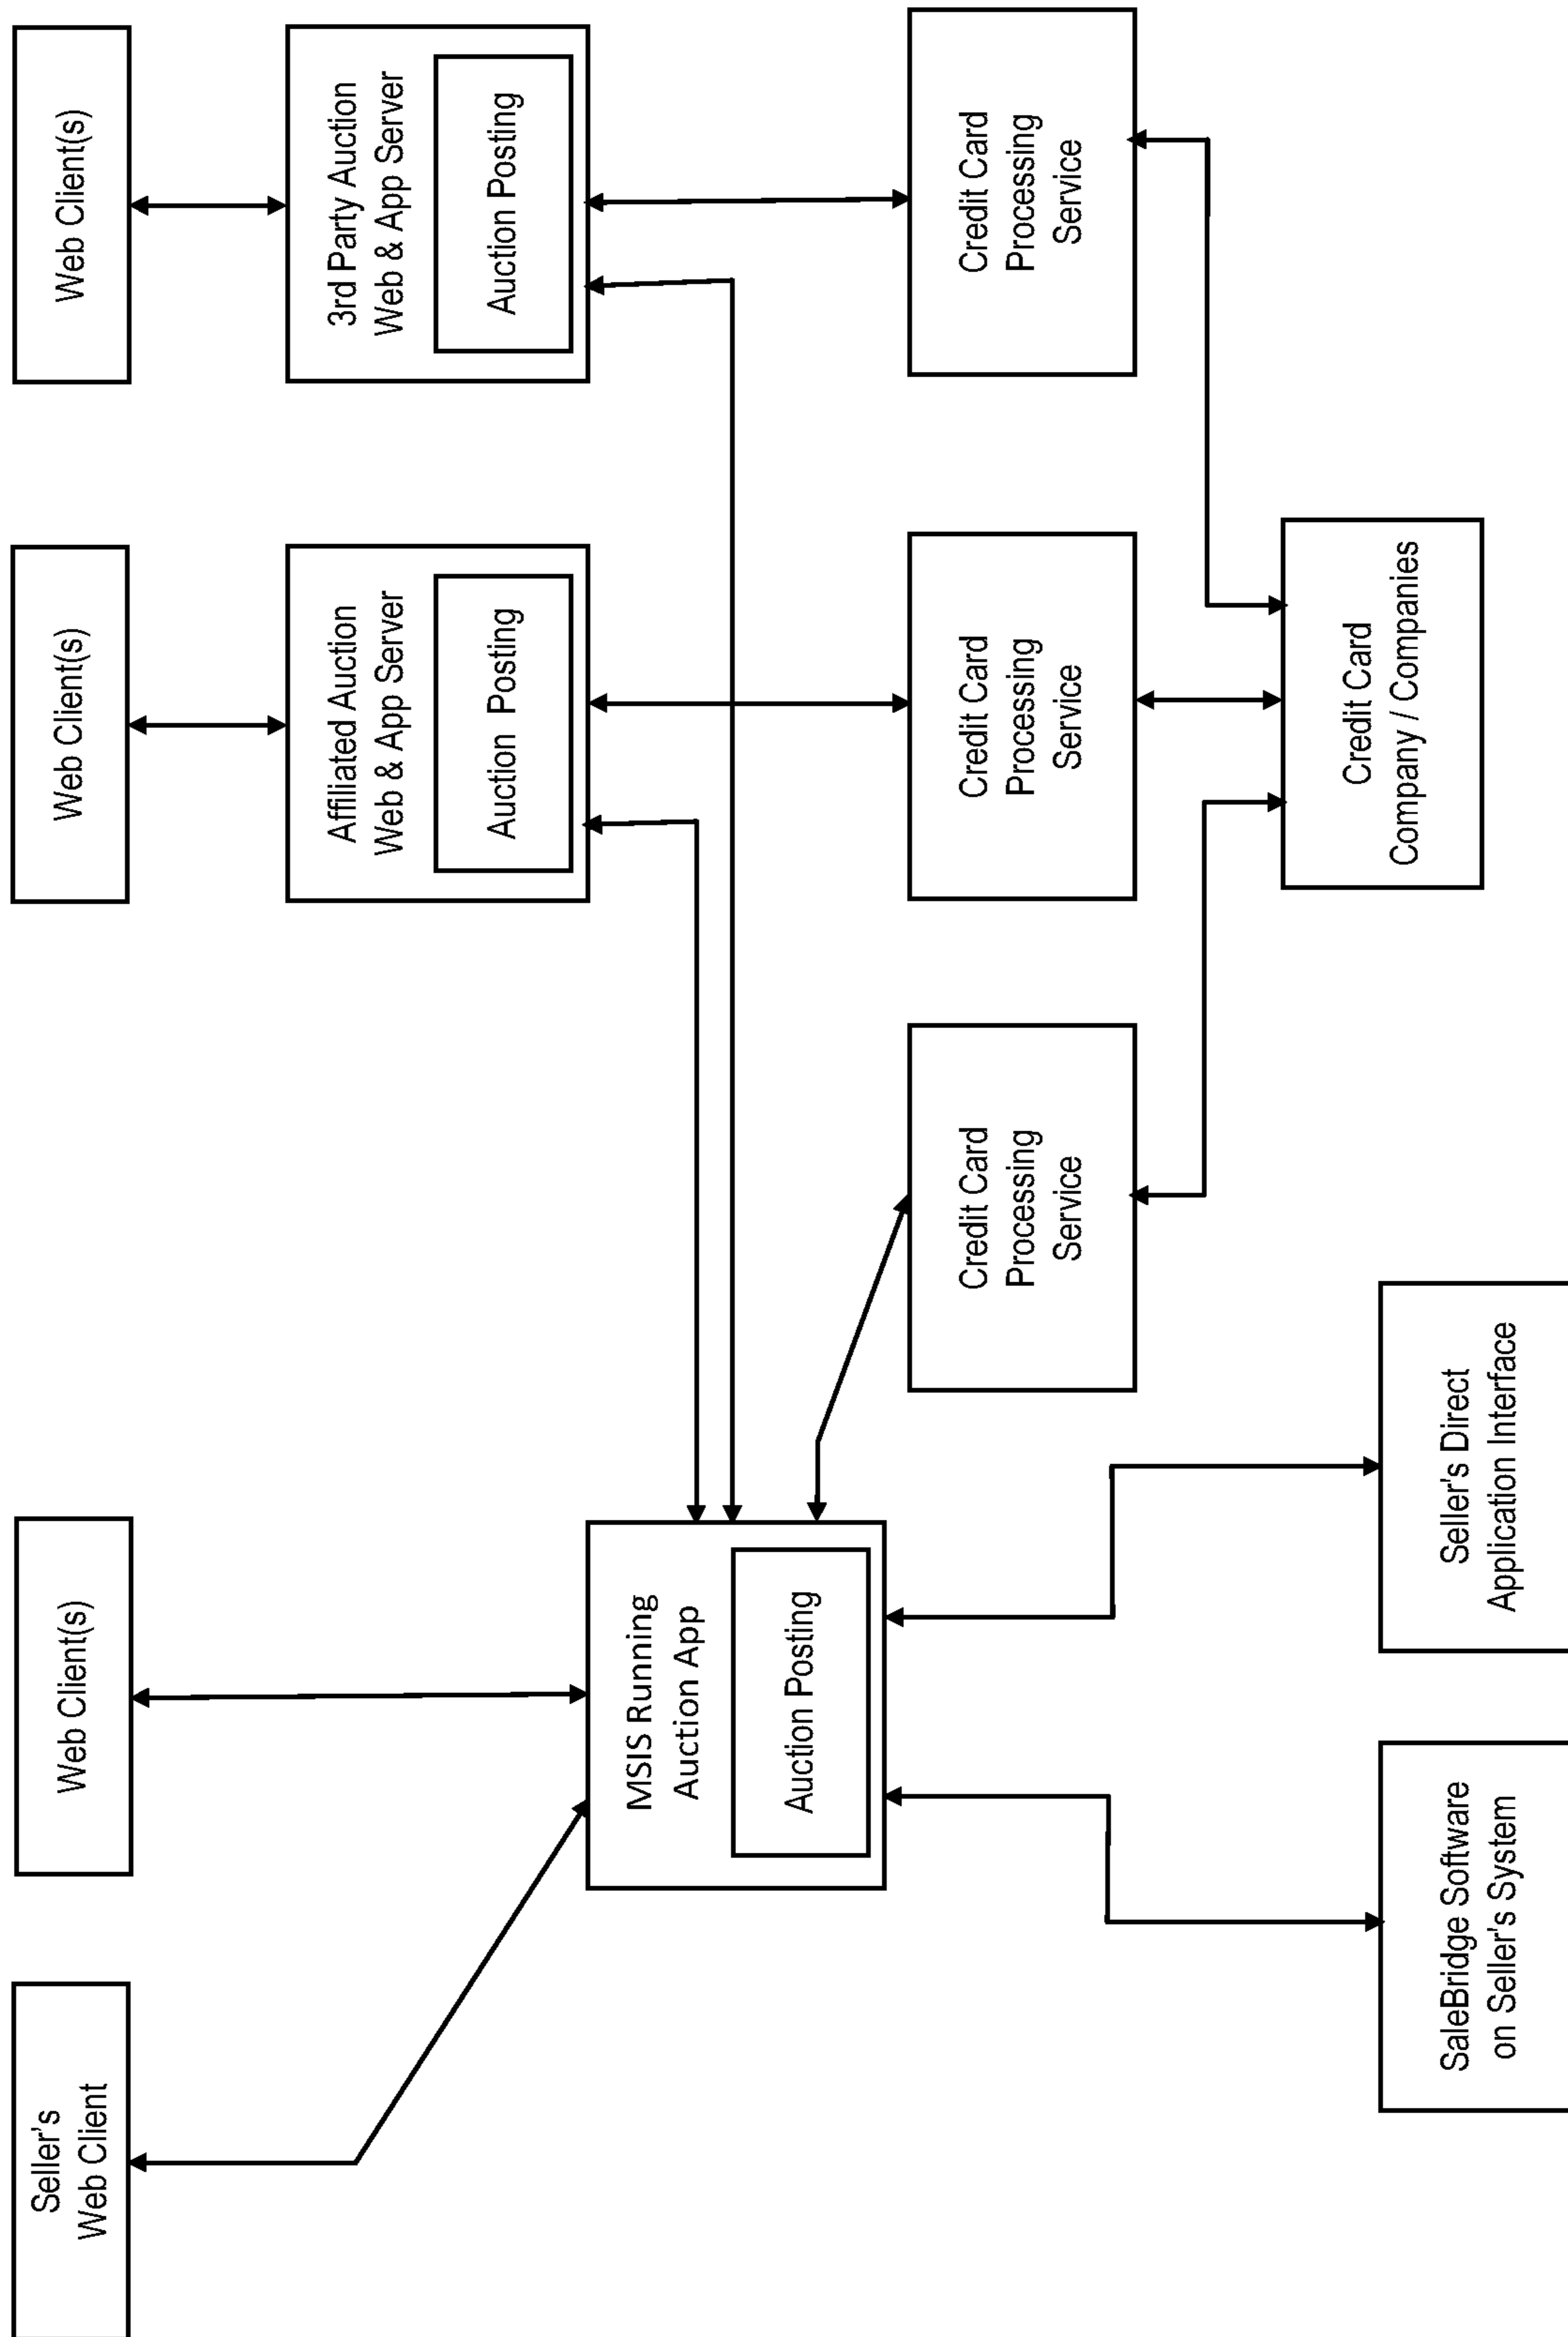 Seller's
Web Client
Web Client(s)
Web Client(s)
Web Client(s)
Affiliated Auction
Web & App Server
Auction Posting
3rd Party Auction
Web & App Server
Auction Posting
MSIS Running
Auction App
Auction Posting
Credit Card
Processing
Service
Credit Card
Processing
Service
Credit Card
Processing
Service
SaleBridge Software
on Seller's System
Seller's Direct
Application Interface
Credit Card
Company / Companies